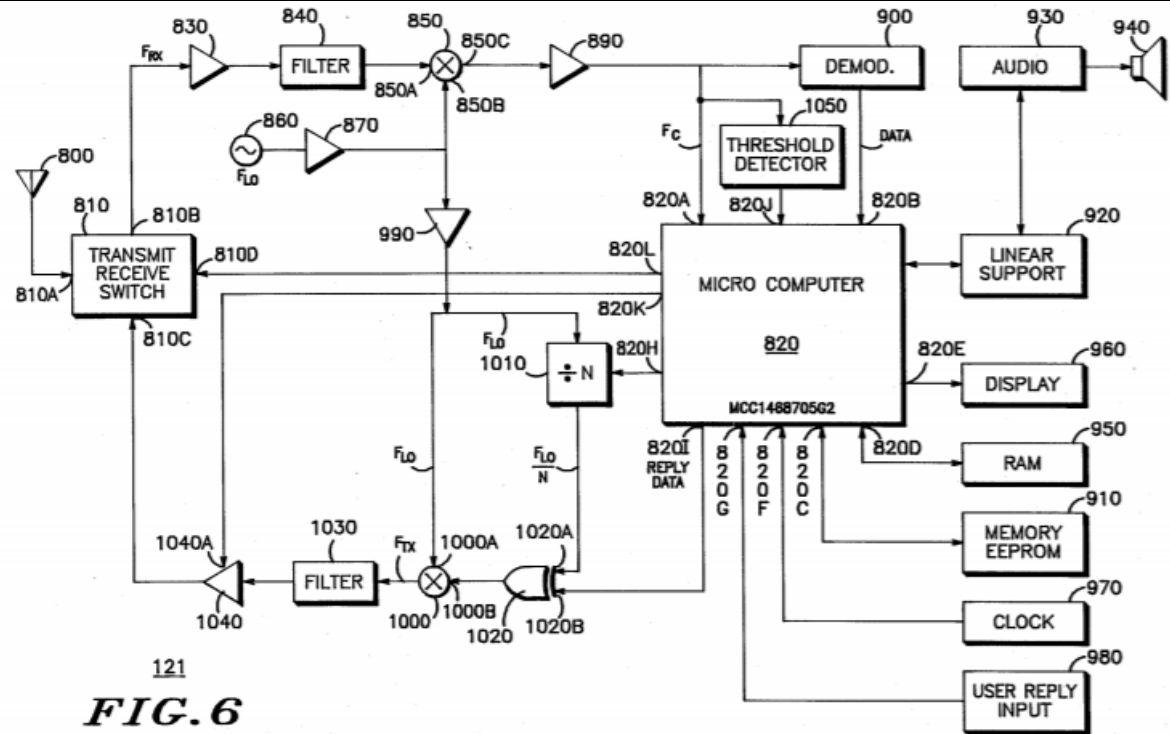 830
840
850
850C
890
900
930
940
FRX
FILTER
DEMOD.
AUDIO
850A
850B
860
870
1050
FC
THRESHOLD
DETECTOR
DATA
FLO
800
810
810B
990
820A
820J
820B
920
TRANSMIT
RECEIVE
SWITCH
810D
820L
LINEAR
SUPPORT
810A
820K
MICRO COMPUTER
810C
FLO
820H
820
820E
960
1010
÷ N
DISPLAY
MCC1468705G2
820I
820D
950
FLO
FLO
N
REPLY
DATA
820G
820F
820C
RAM
910
1030
1020A
MEMORY
EEPROM
1040A
FTX
1000A
FILTER
970
1000B
1040
1000
1020
1020B
CLOCK
980
121
USER REPLY
INPUT
FIG.6